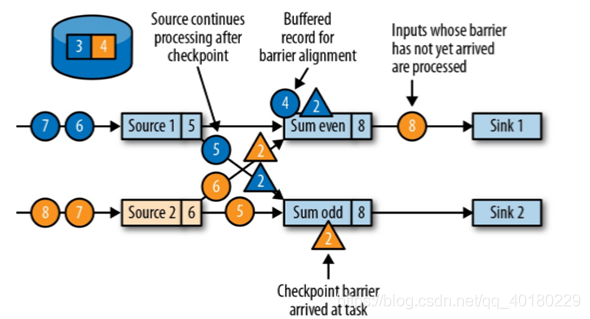 Source continues
processing after
checkpoint
Buffered
record for
barrier alignment
Inputs whose barrier
has not yet arrived
are processed
3 4
4 2
7 6 Source 1 5 Sum even 8 8 Sink 1
5 2
6 2
8 7 Source 2 6 5 Sum odd 8 Sink 2
2
Checkpoint barrier
arrived at task
https://blog.csdn.net/qq_40180229